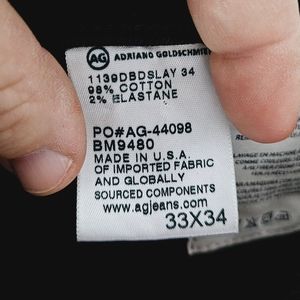 AG ADRIANO GOLDSCHMIED
1139DBDSLAY 34
98% COTTON
2% ELASTANE
PO#AG-44098
BM9480
MADE IN U.S.A.
OF IMPORTED FABRIC
AND GLOBALLY
SOURCED COMPONENTS
www.agjeans.com
33X34